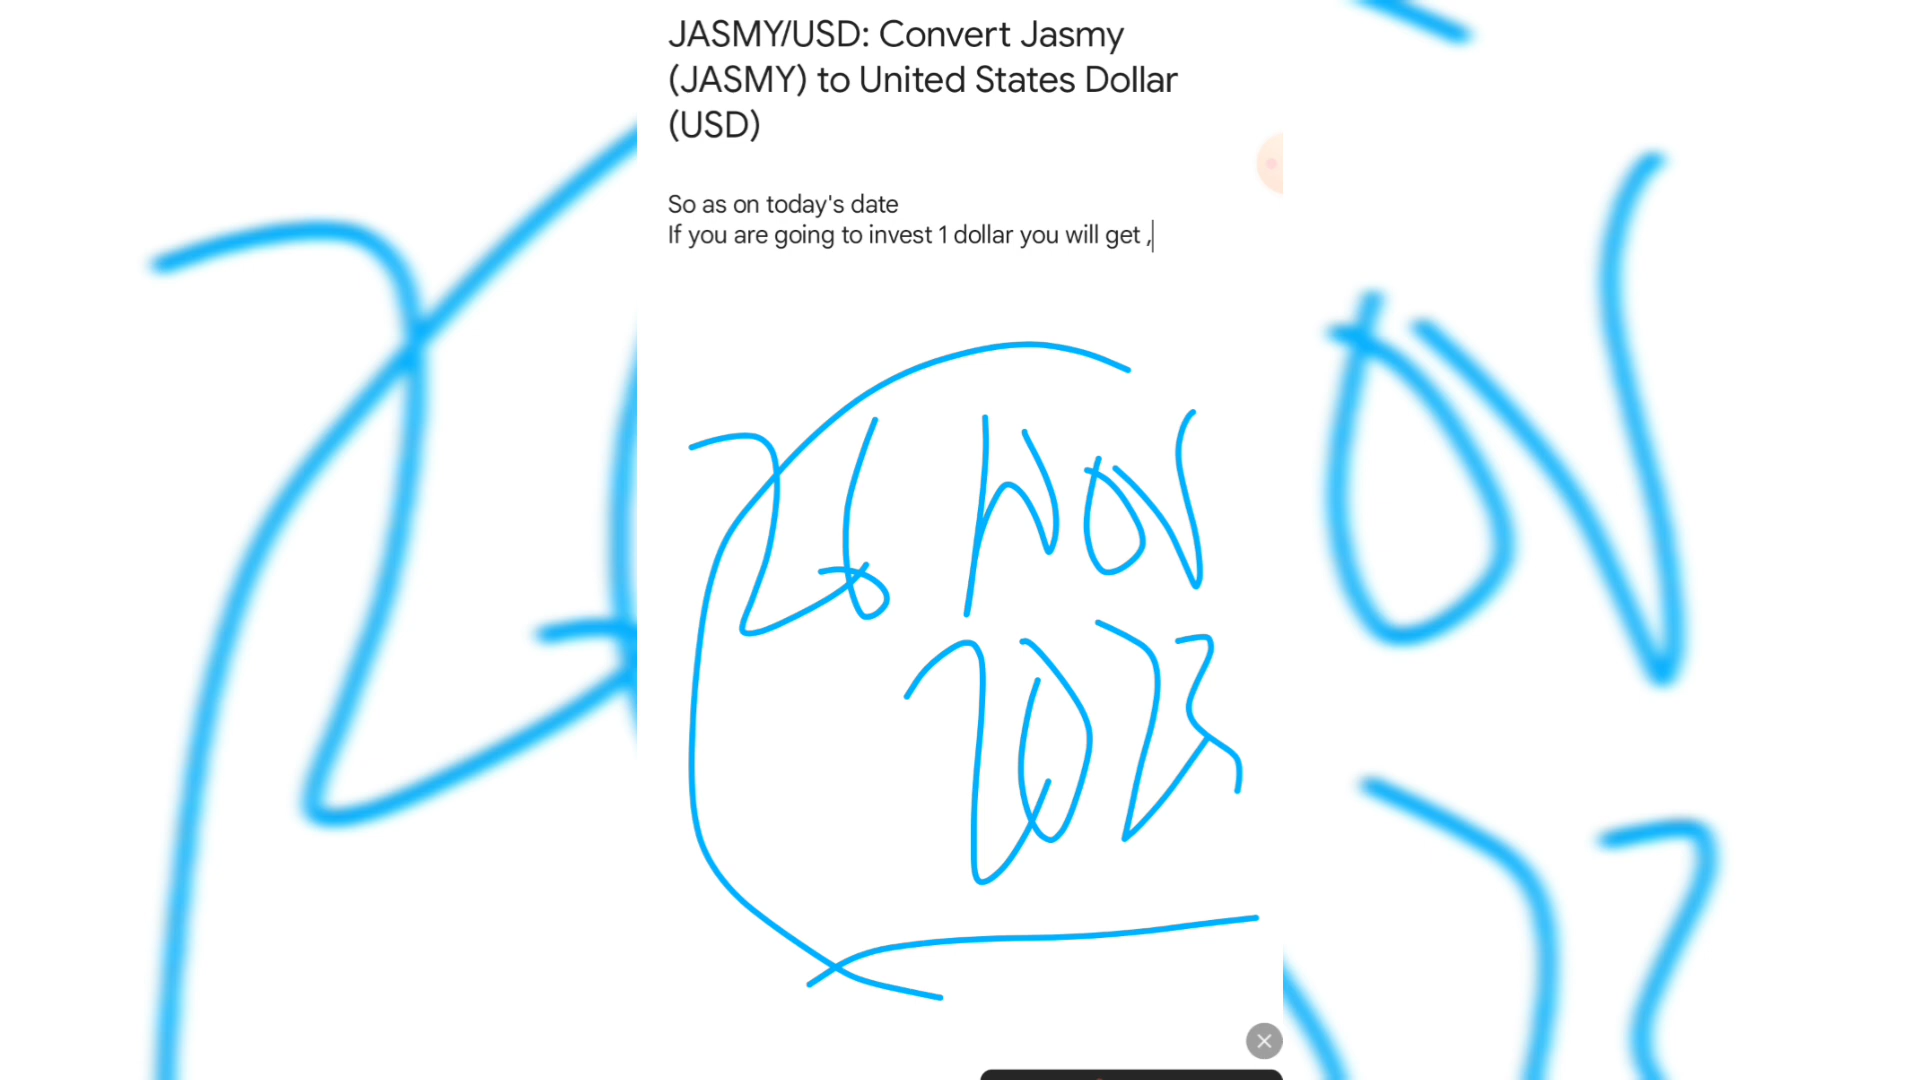 JASMY/USD: Convert Jasmy
(JASMY) to United States Dollar
(USD)
So as on today's date
If you are going to invest 1 dollar you will get ,
26 NOV
2023